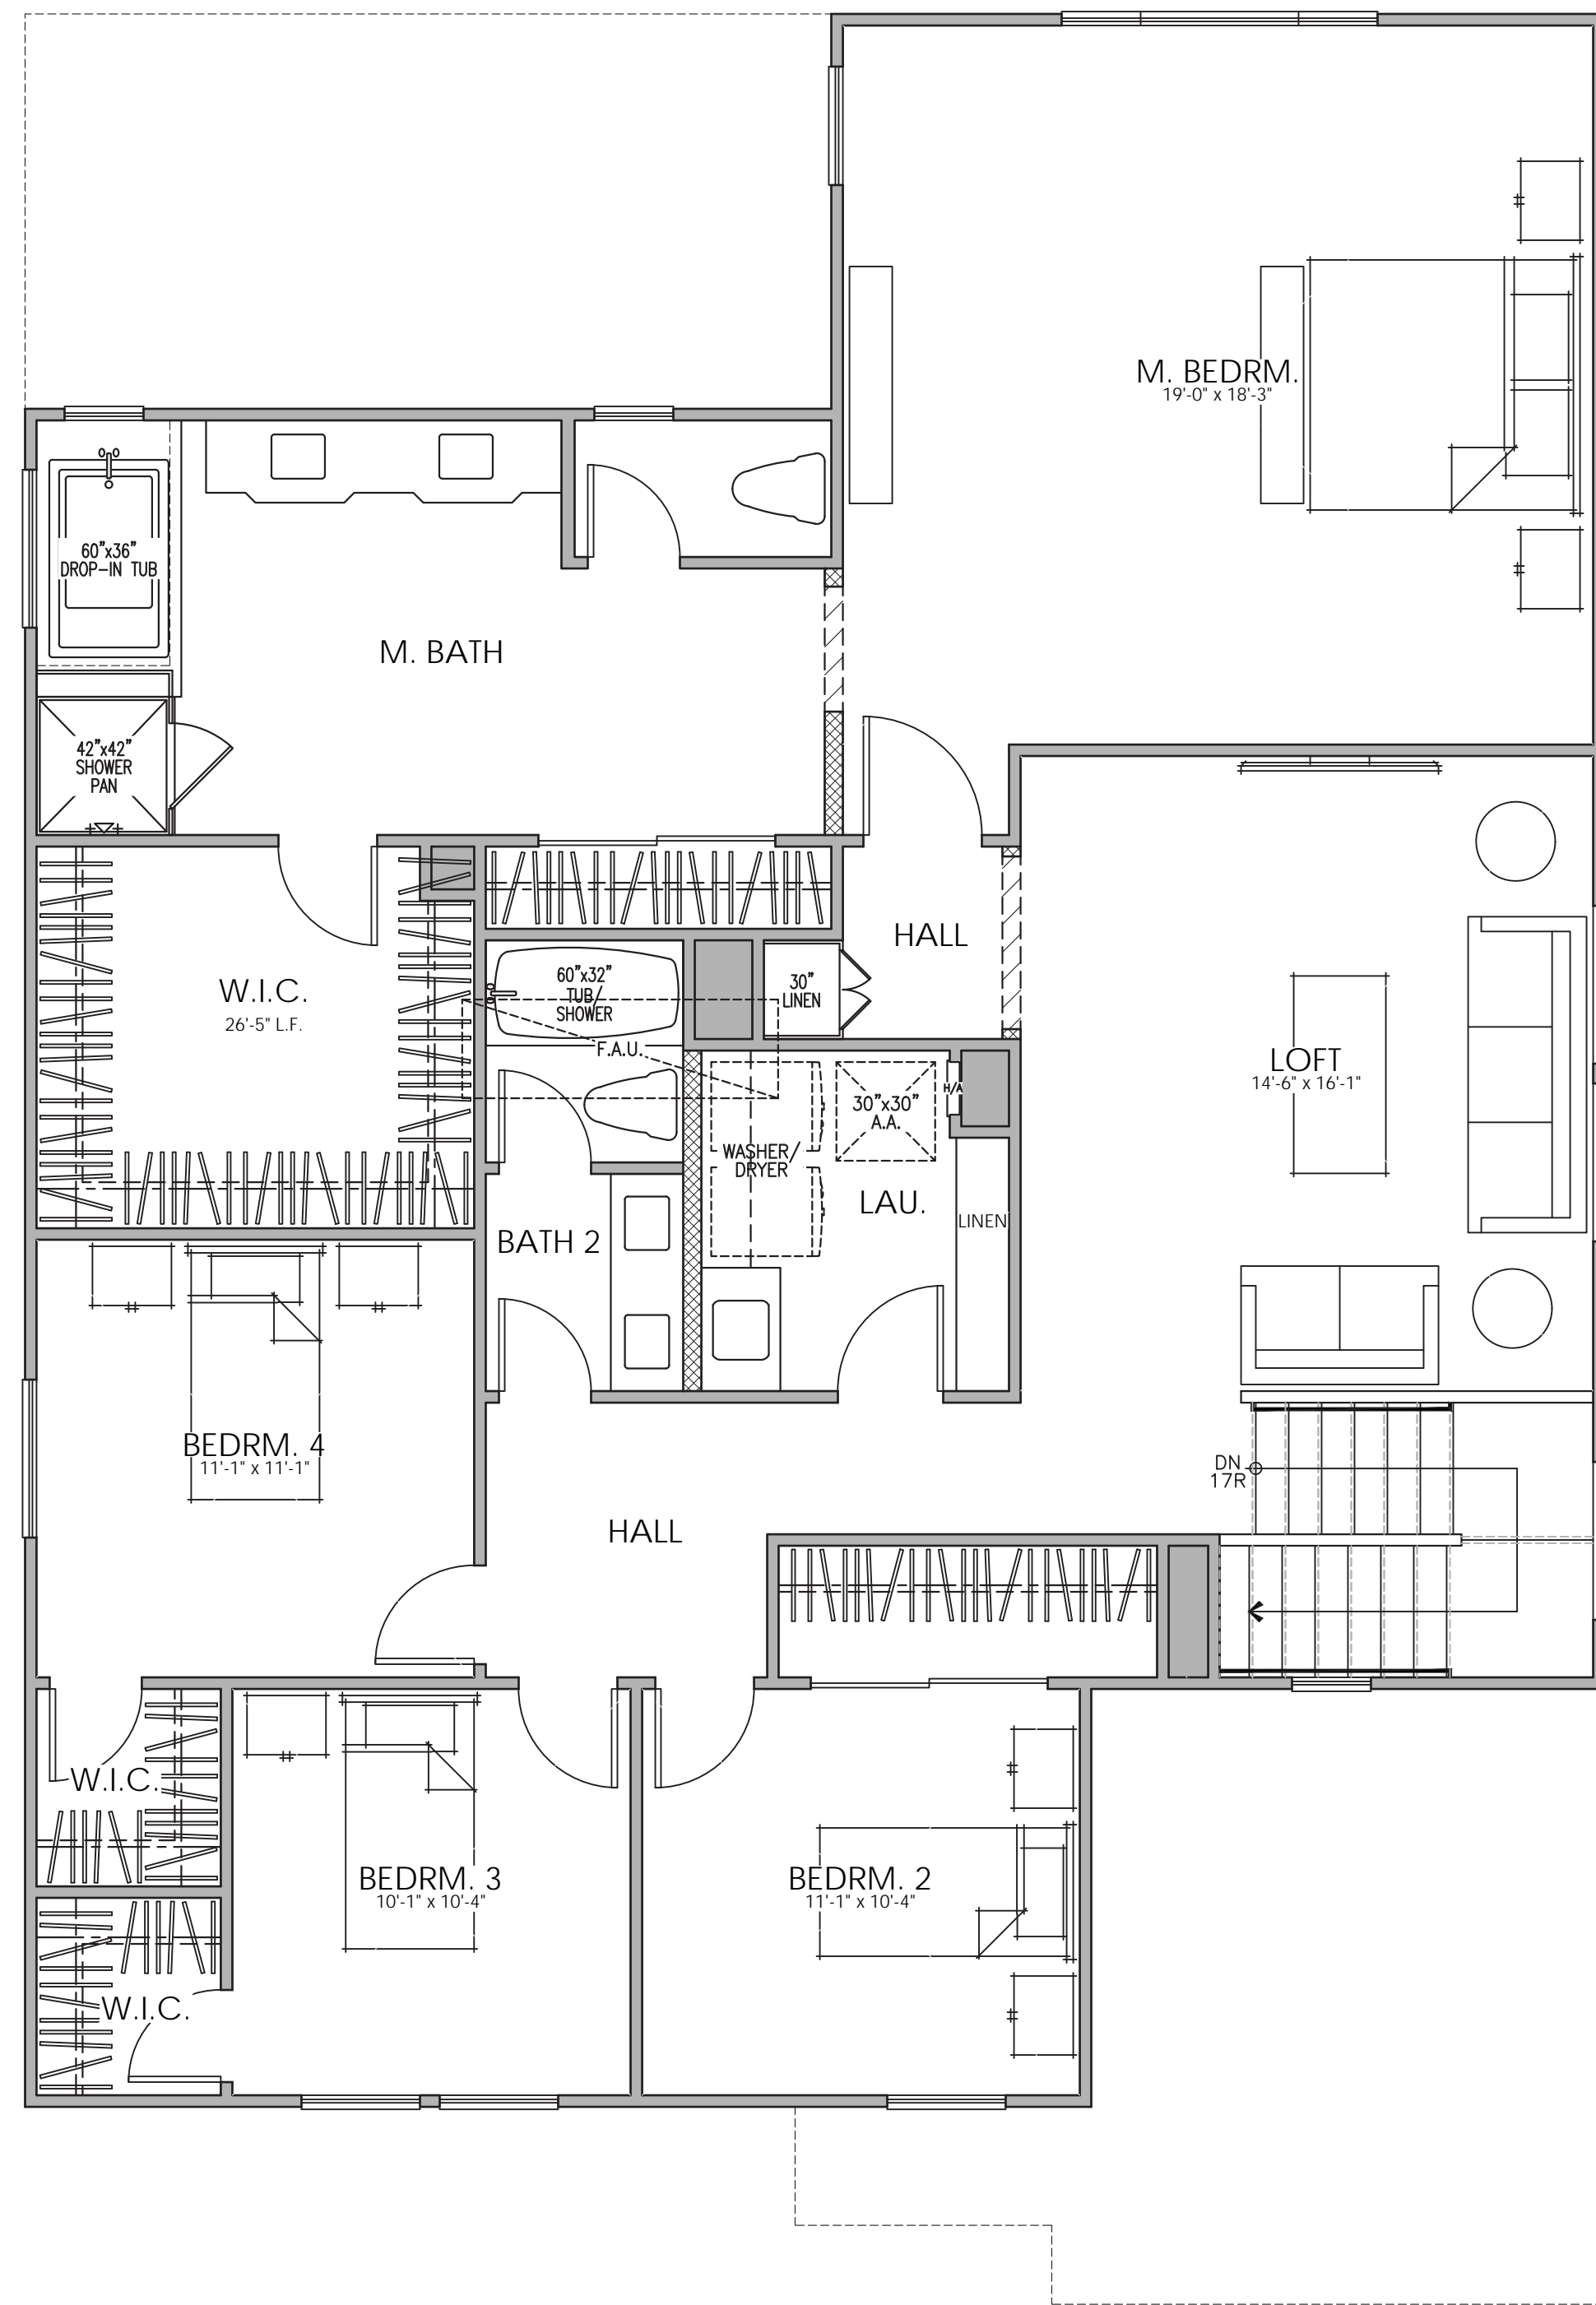 M. BEDRM.
19'-0" x 18'-3"
60"x36"
DROP-IN TUB
M. BATH
42"x42"
SHOWER
PAN
HALL
W.I.C.
26'-5" L.F.
60"x32"
TUB/
SHOWER
30"
LINEN
F.A.U.
LOFT
14'-6" x 16'-1"
H/A
30"x30"
A.A.
WASHER/
DRYER
LAU.
LINEN
BATH 2
BEDRM. 4
11'-1" x 11'-1"
DN
17R
HALL
W.I.C.
BEDRM. 3
10'-1" x 10'-4"
BEDRM. 2
11'-1" x 10'-4"
W.I.C.